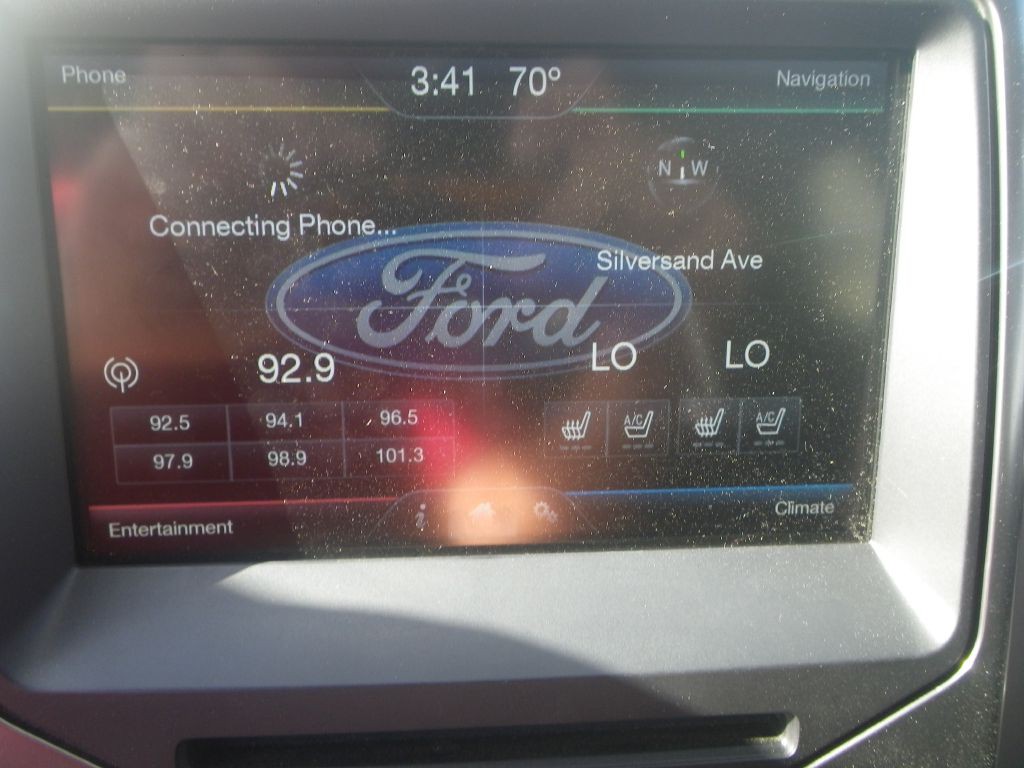 Phone 3:41 70° Navigation
N W
Connecting Phone...
Silversand Ave
Ford
92.9 LO LO
92.5 94.1 96.5
A/C A/C
97.9 98.9 101.3
i
Entertainment Climate